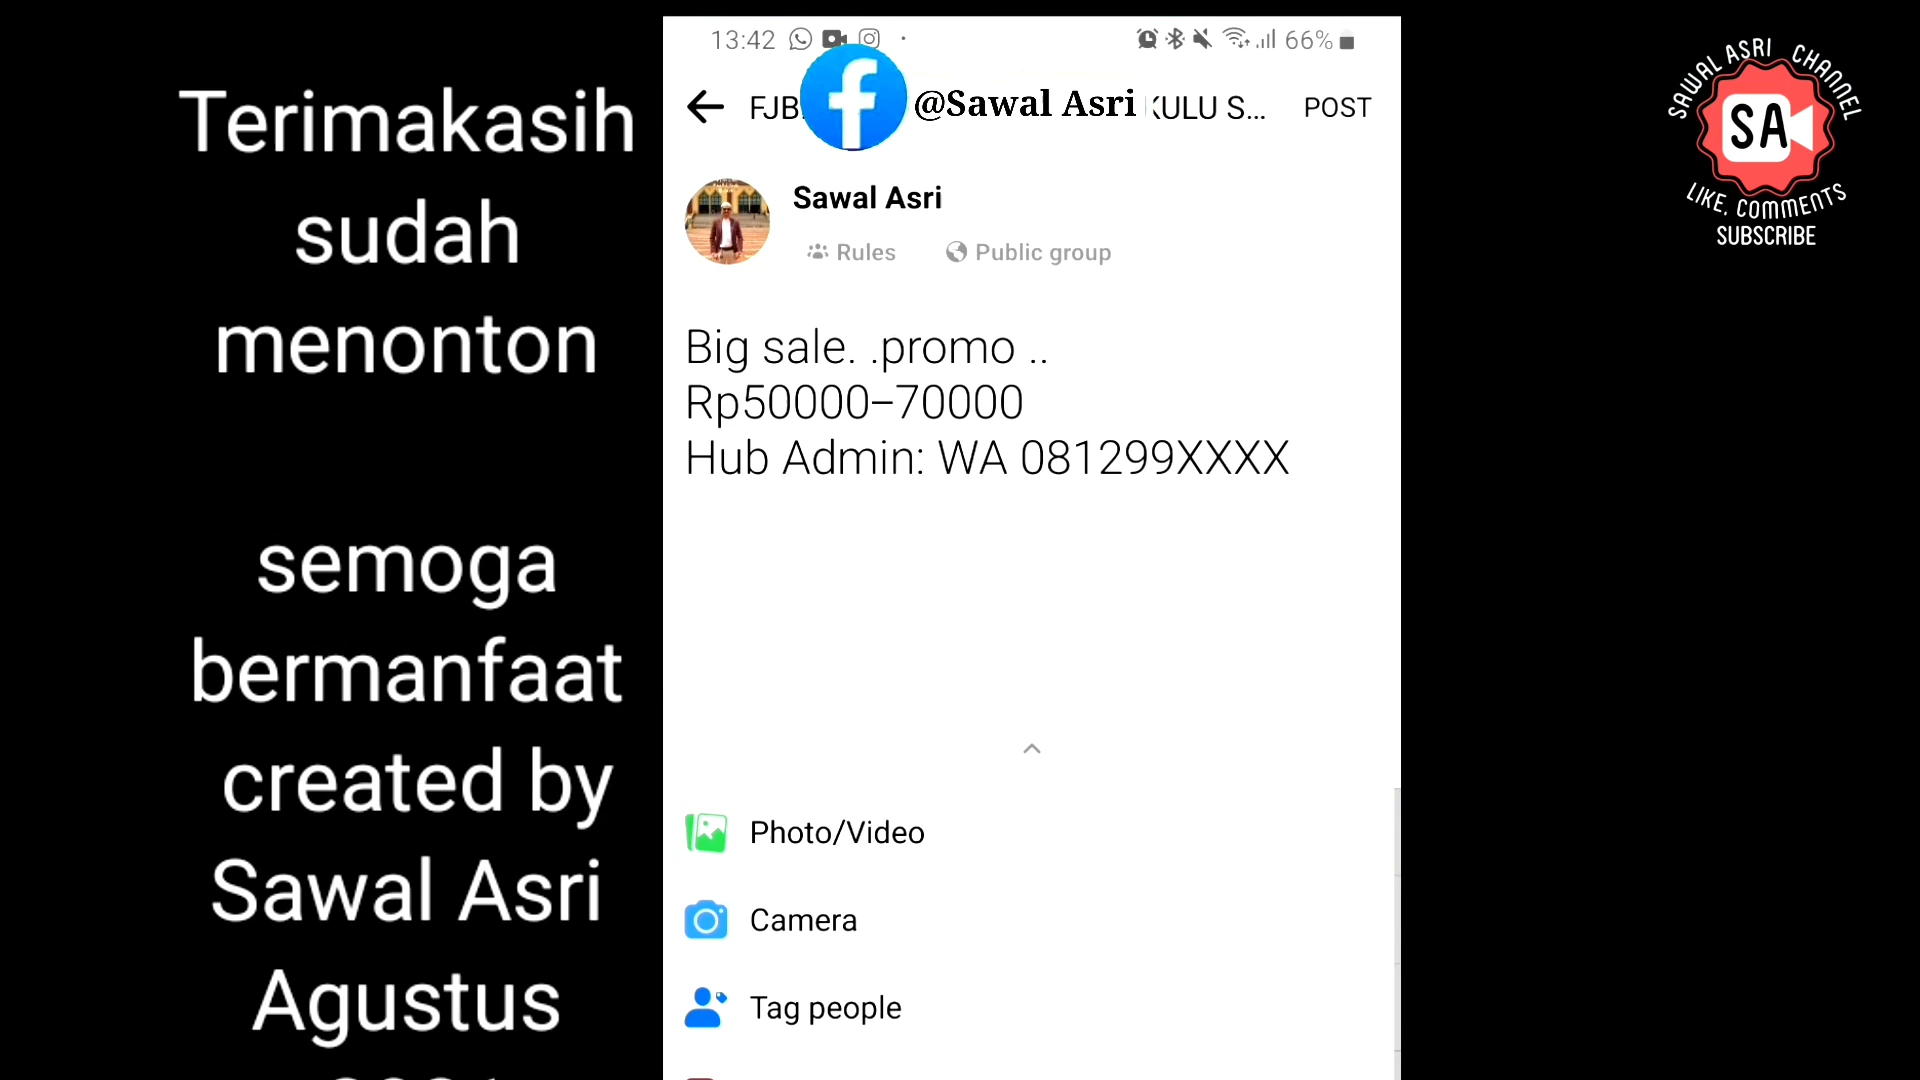 Terimakasih
sudah
menonton
semoga
bermanfaat
created by
Sawal Asri
Agustus
13:42
66%
FJB
@Sawal Asri
KULU S...
POST
Sawal Asri
Rules
Public group
Big sale. .promo ..
Rp50000–70000
Hub Admin: WA 081299XXXX
Photo/Video
Camera
Tag people
SAWAL ASRI CHANNEL
SA
LIKE, COMMENTS
SUBSCRIBE